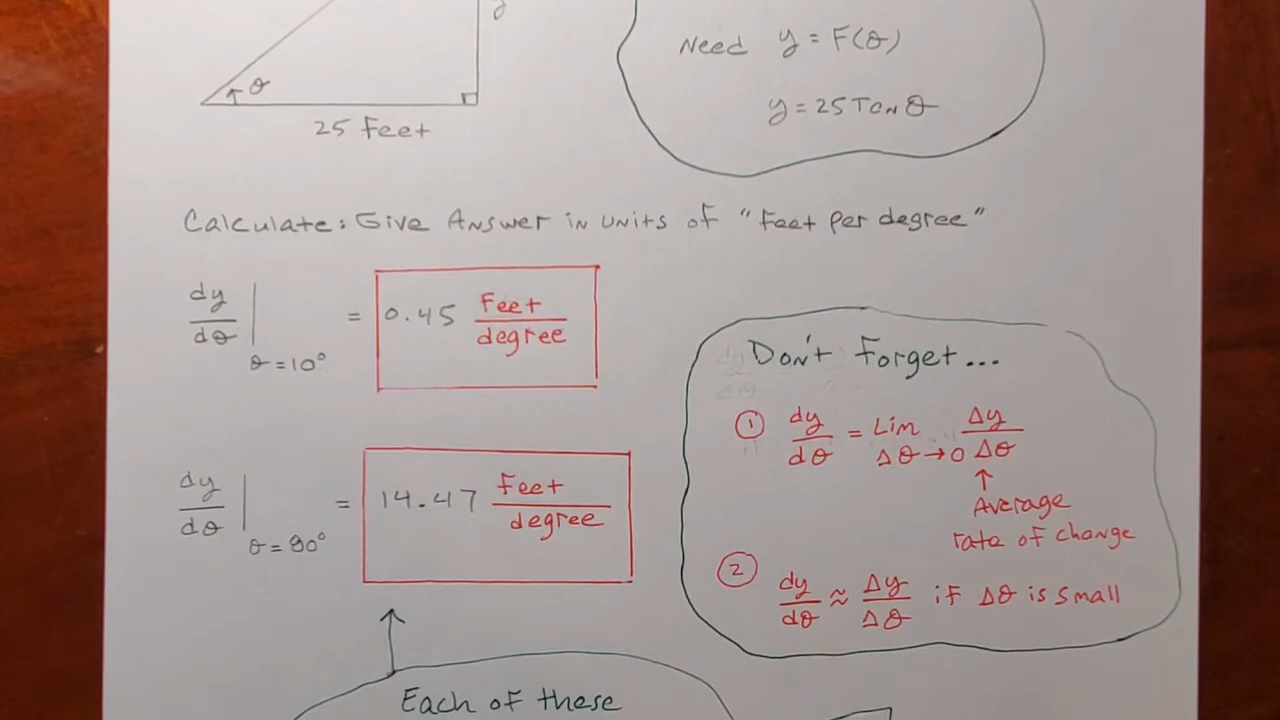 y
Need y = F(θ)
θ
y = 25 Tan θ
25 Feet
Calculate: Give Answer in units of "Feet per degree"
dy/dθ | θ = 10° = 0.45 Feet/degree
Don't Forget...
① dy/dθ = Lim Δθ→0 Δy/Δθ
↑
Average
rate of change
dy/dθ | θ = 80° = 14.47 Feet/degree
② dy/dθ ≈ Δy/Δθ if Δθ is small
Each of these